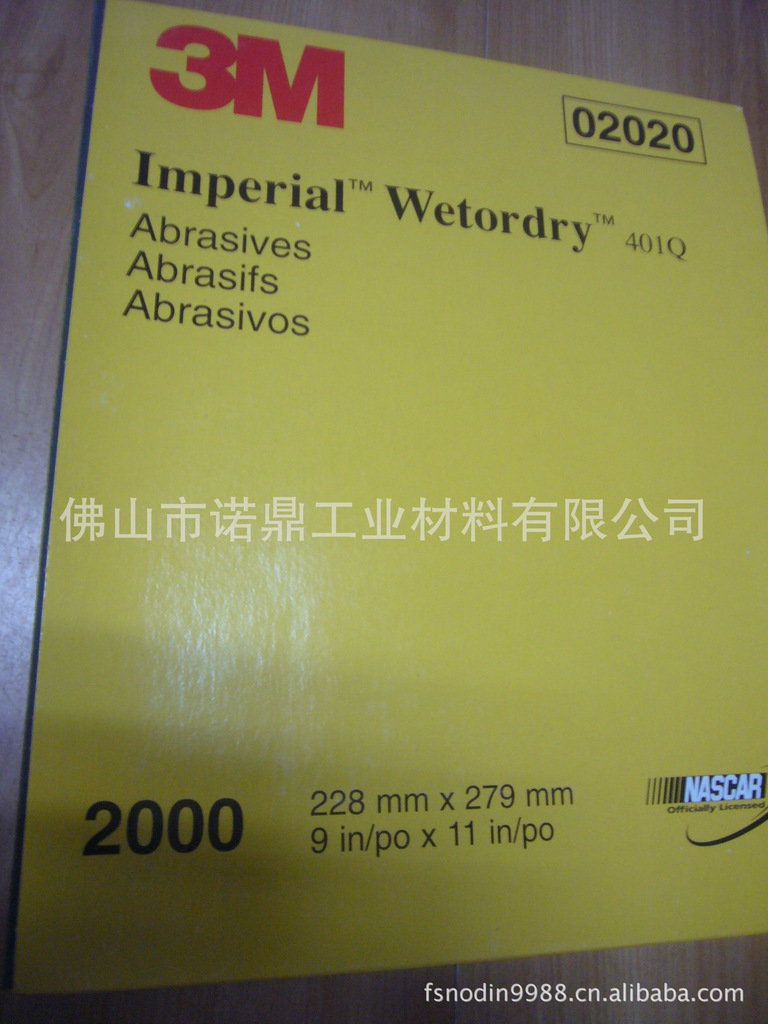 3M
02020
Imperial™ Wetordry™ 401Q
Abrasives
Abrasifs
Abrasivos
佛山市诺鼎工业材料有限公司
2000
228 mm x 279 mm
9 in/po x 11 in/po
NASCAR
Officially Licensed
fsnodin9988.cn.alibaba.com